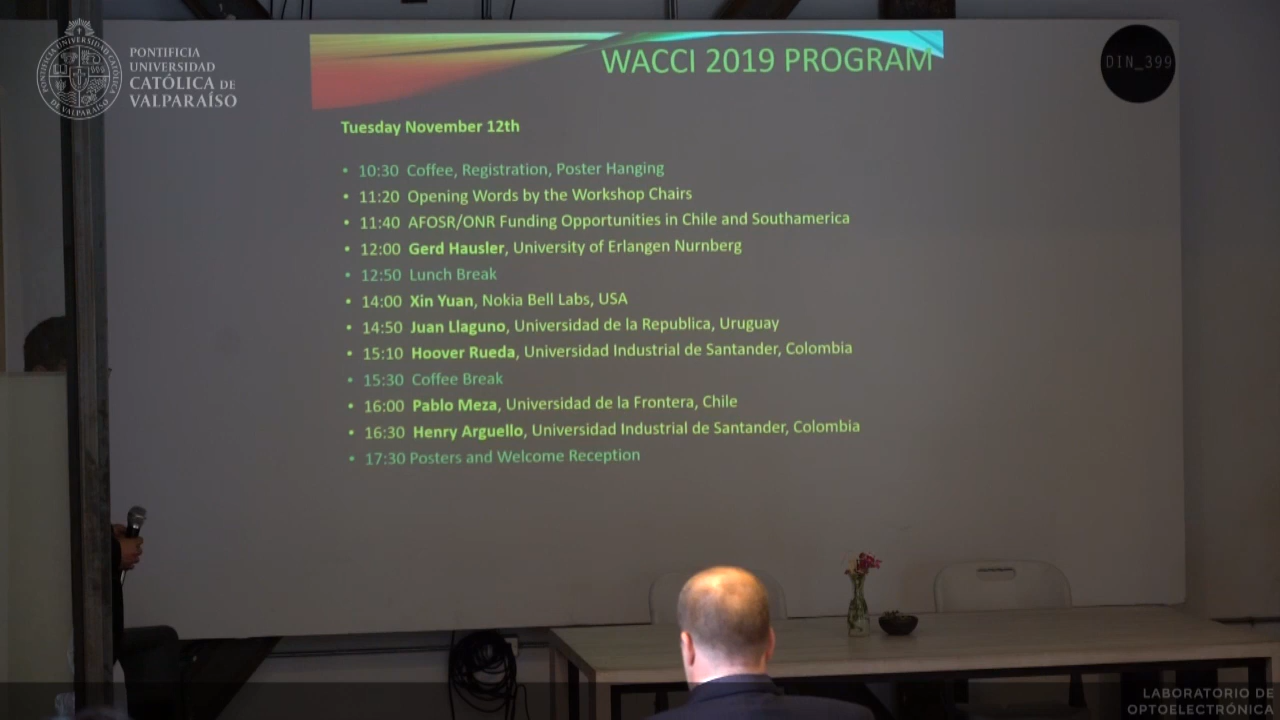 PONTIFICIA
UNIVERSIDAD
CATÓLICA DE
VALPARAÍSO
WACCI 2019 PROGRAM
DIN_399
Tuesday November 12th
• 10:30 Coffee, Registration, Poster Hanging
• 11:20 Opening Words by the Workshop Chairs
• 11:40 AFOSR/ONR Funding Opportunities in Chile and Southamerica
• 12:00 Gerd Hausler, University of Erlangen Nurnberg
• 12:50 Lunch Break
• 14:00 Xin Yuan, Nokia Bell Labs, USA
• 14:50 Juan Llaguno, Universidad de la Republica, Uruguay
• 15:10 Hoover Rueda, Universidad Industrial de Santander, Colombia
• 15:30 Coffee Break
• 16:00 Pablo Meza, Universidad de la Frontera, Chile
• 16:30 Henry Arguello, Universidad Industrial de Santander, Colombia
• 17:30 Posters and Welcome Reception
LABORATORIO DE
OPTOELECTRÓNICA